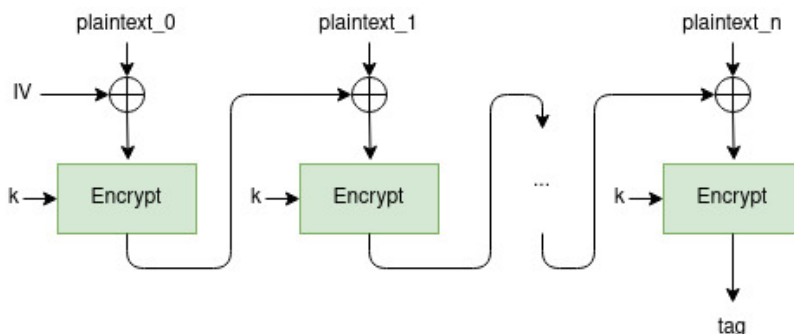 plaintext_0 plaintext_1 plaintext_n
IV
k Encrypt k Encrypt ... k Encrypt
tag